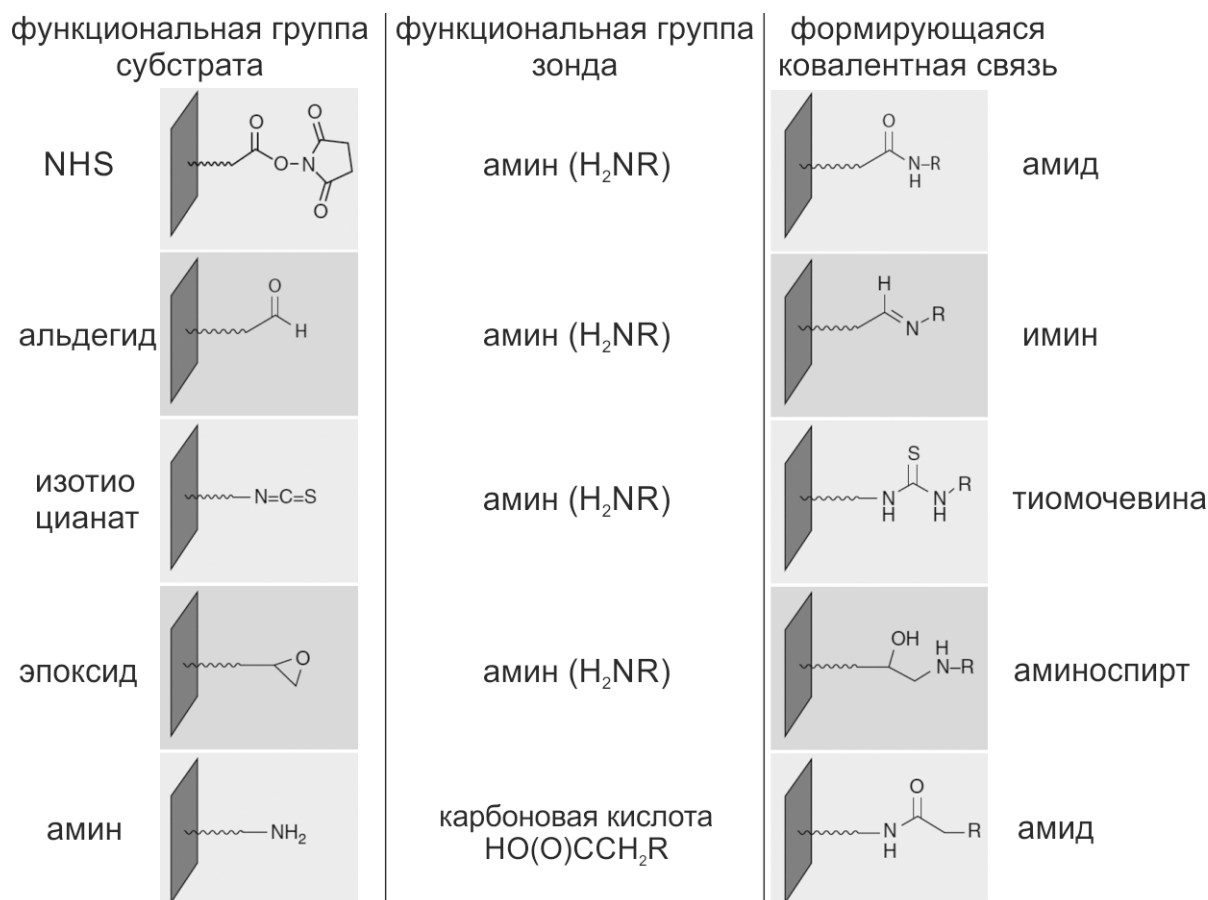 функциональная группа
субстрата
функциональная группа
зонда
формирующаяся
ковалентная связь
NHS
O
O
O
N
O
амин (H₂NR)
O
N
H
R
амид
альдегид
O
H
амин (H₂NR)
H
N
R
имин
изотио
цианат
N=C=S
амин (H₂NR)
S
N
H
N
H
R
тиомочевина
эпоксид
O
амин (H₂NR)
OH
H
N–R
аминоспирт
амин
NH₂
карбоновая кислота
HO(O)CCH₂R
O
N
H
R
амид